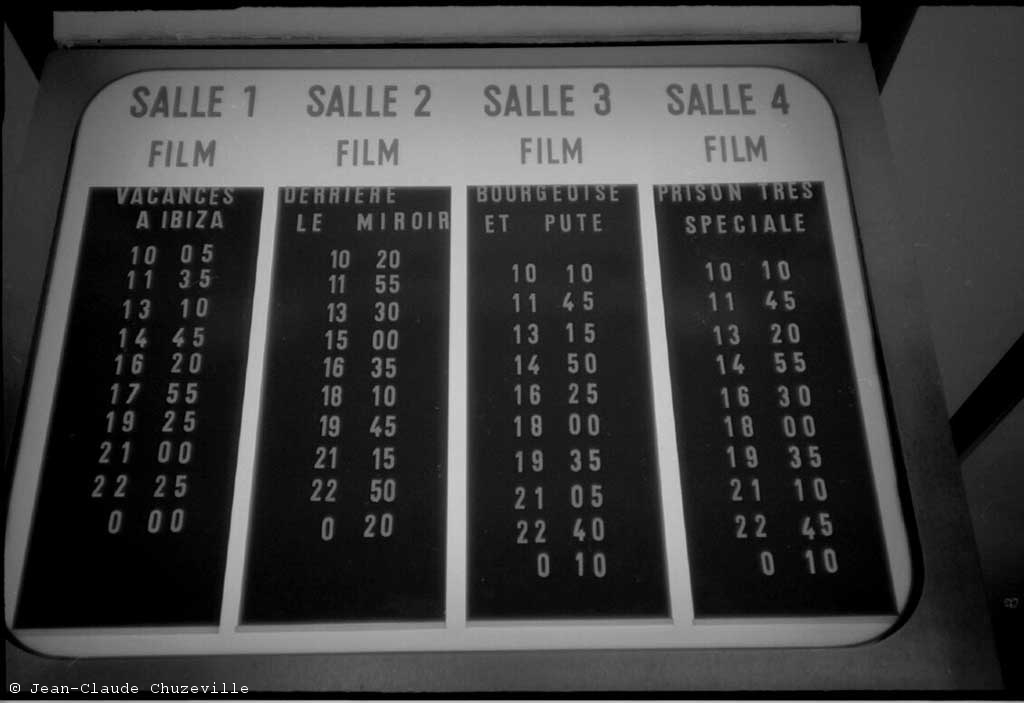 SALLE 1
FILM
VACANCES
A IBIZA
10 05
11 35
13 10
14 45
16 20
17 55
19 25
21 00
22 25
0 00
SALLE 2
FILM
DERRIERE
LE MIROIR
10 20
11 55
13 30
15 00
16 35
18 10
19 45
21 15
22 50
0 20
SALLE 3
FILM
BOURGEOISE
ET PUTE
10 10
11 45
13 15
14 50
16 25
18 00
19 35
21 05
22 40
0 10
SALLE 4
FILM
PRISON TRES
SPECIALE
10 10
11 45
13 20
14 55
16 30
18 00
19 35
21 10
22 45
0 10
© Jean-Claude Chuzeville